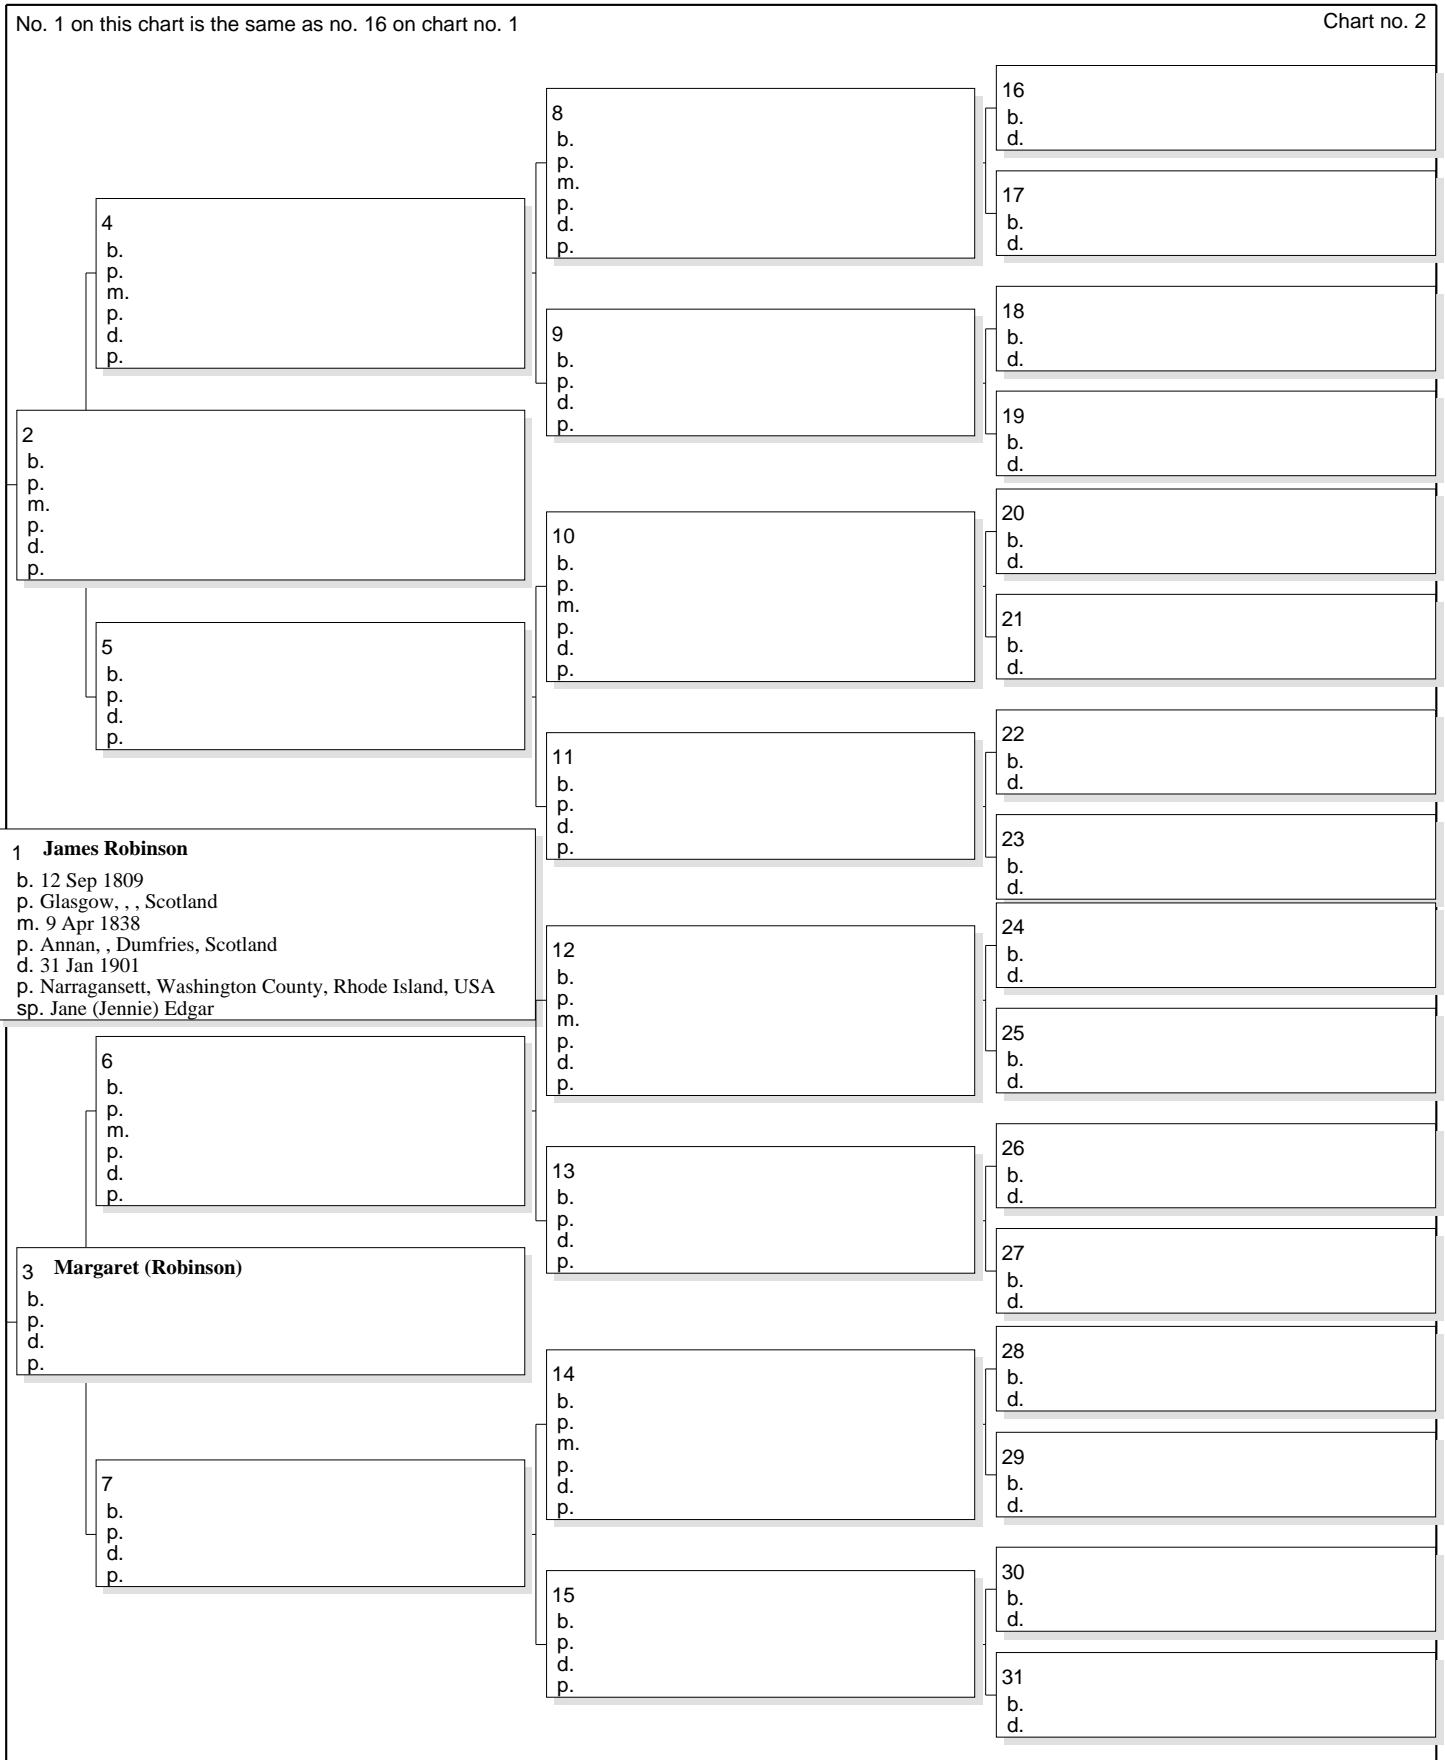 No. 1 on this chart is the same as no. 16 on chart no. 1
Chart no. 2
16
b.
d.
8
b.
p.
m.
p.
d.
p.
17
b.
d.
4
b.
p.
m.
p.
d.
p.
18
b.
d.
9
b.
p.
d.
p.
19
b.
d.
2
b.
p.
m.
p.
d.
p.
20
b.
d.
10
b.
p.
m.
p.
d.
p.
21
b.
d.
5
b.
p.
d.
p.
22
b.
d.
11
b.
p.
d.
p.
23
b.
d.
1 James Robinson
b. 12 Sep 1809
p. Glasgow, , , Scotland
m. 9 Apr 1838
p. Annan, , Dumfries, Scotland
d. 31 Jan 1901
p. Narragansett, Washington County, Rhode Island, USA
sp. Jane (Jennie) Edgar
24
b.
d.
12
b.
p.
m.
p.
d.
p.
25
b.
d.
6
b.
p.
m.
p.
d.
p.
26
b.
d.
13
b.
p.
d.
p.
27
b.
d.
3 Margaret (Robinson)
b.
p.
d.
p.
28
b.
d.
14
b.
p.
m.
p.
d.
p.
29
b.
d.
7
b.
p.
d.
p.
30
b.
d.
15
b.
p.
d.
p.
31
b.
d.